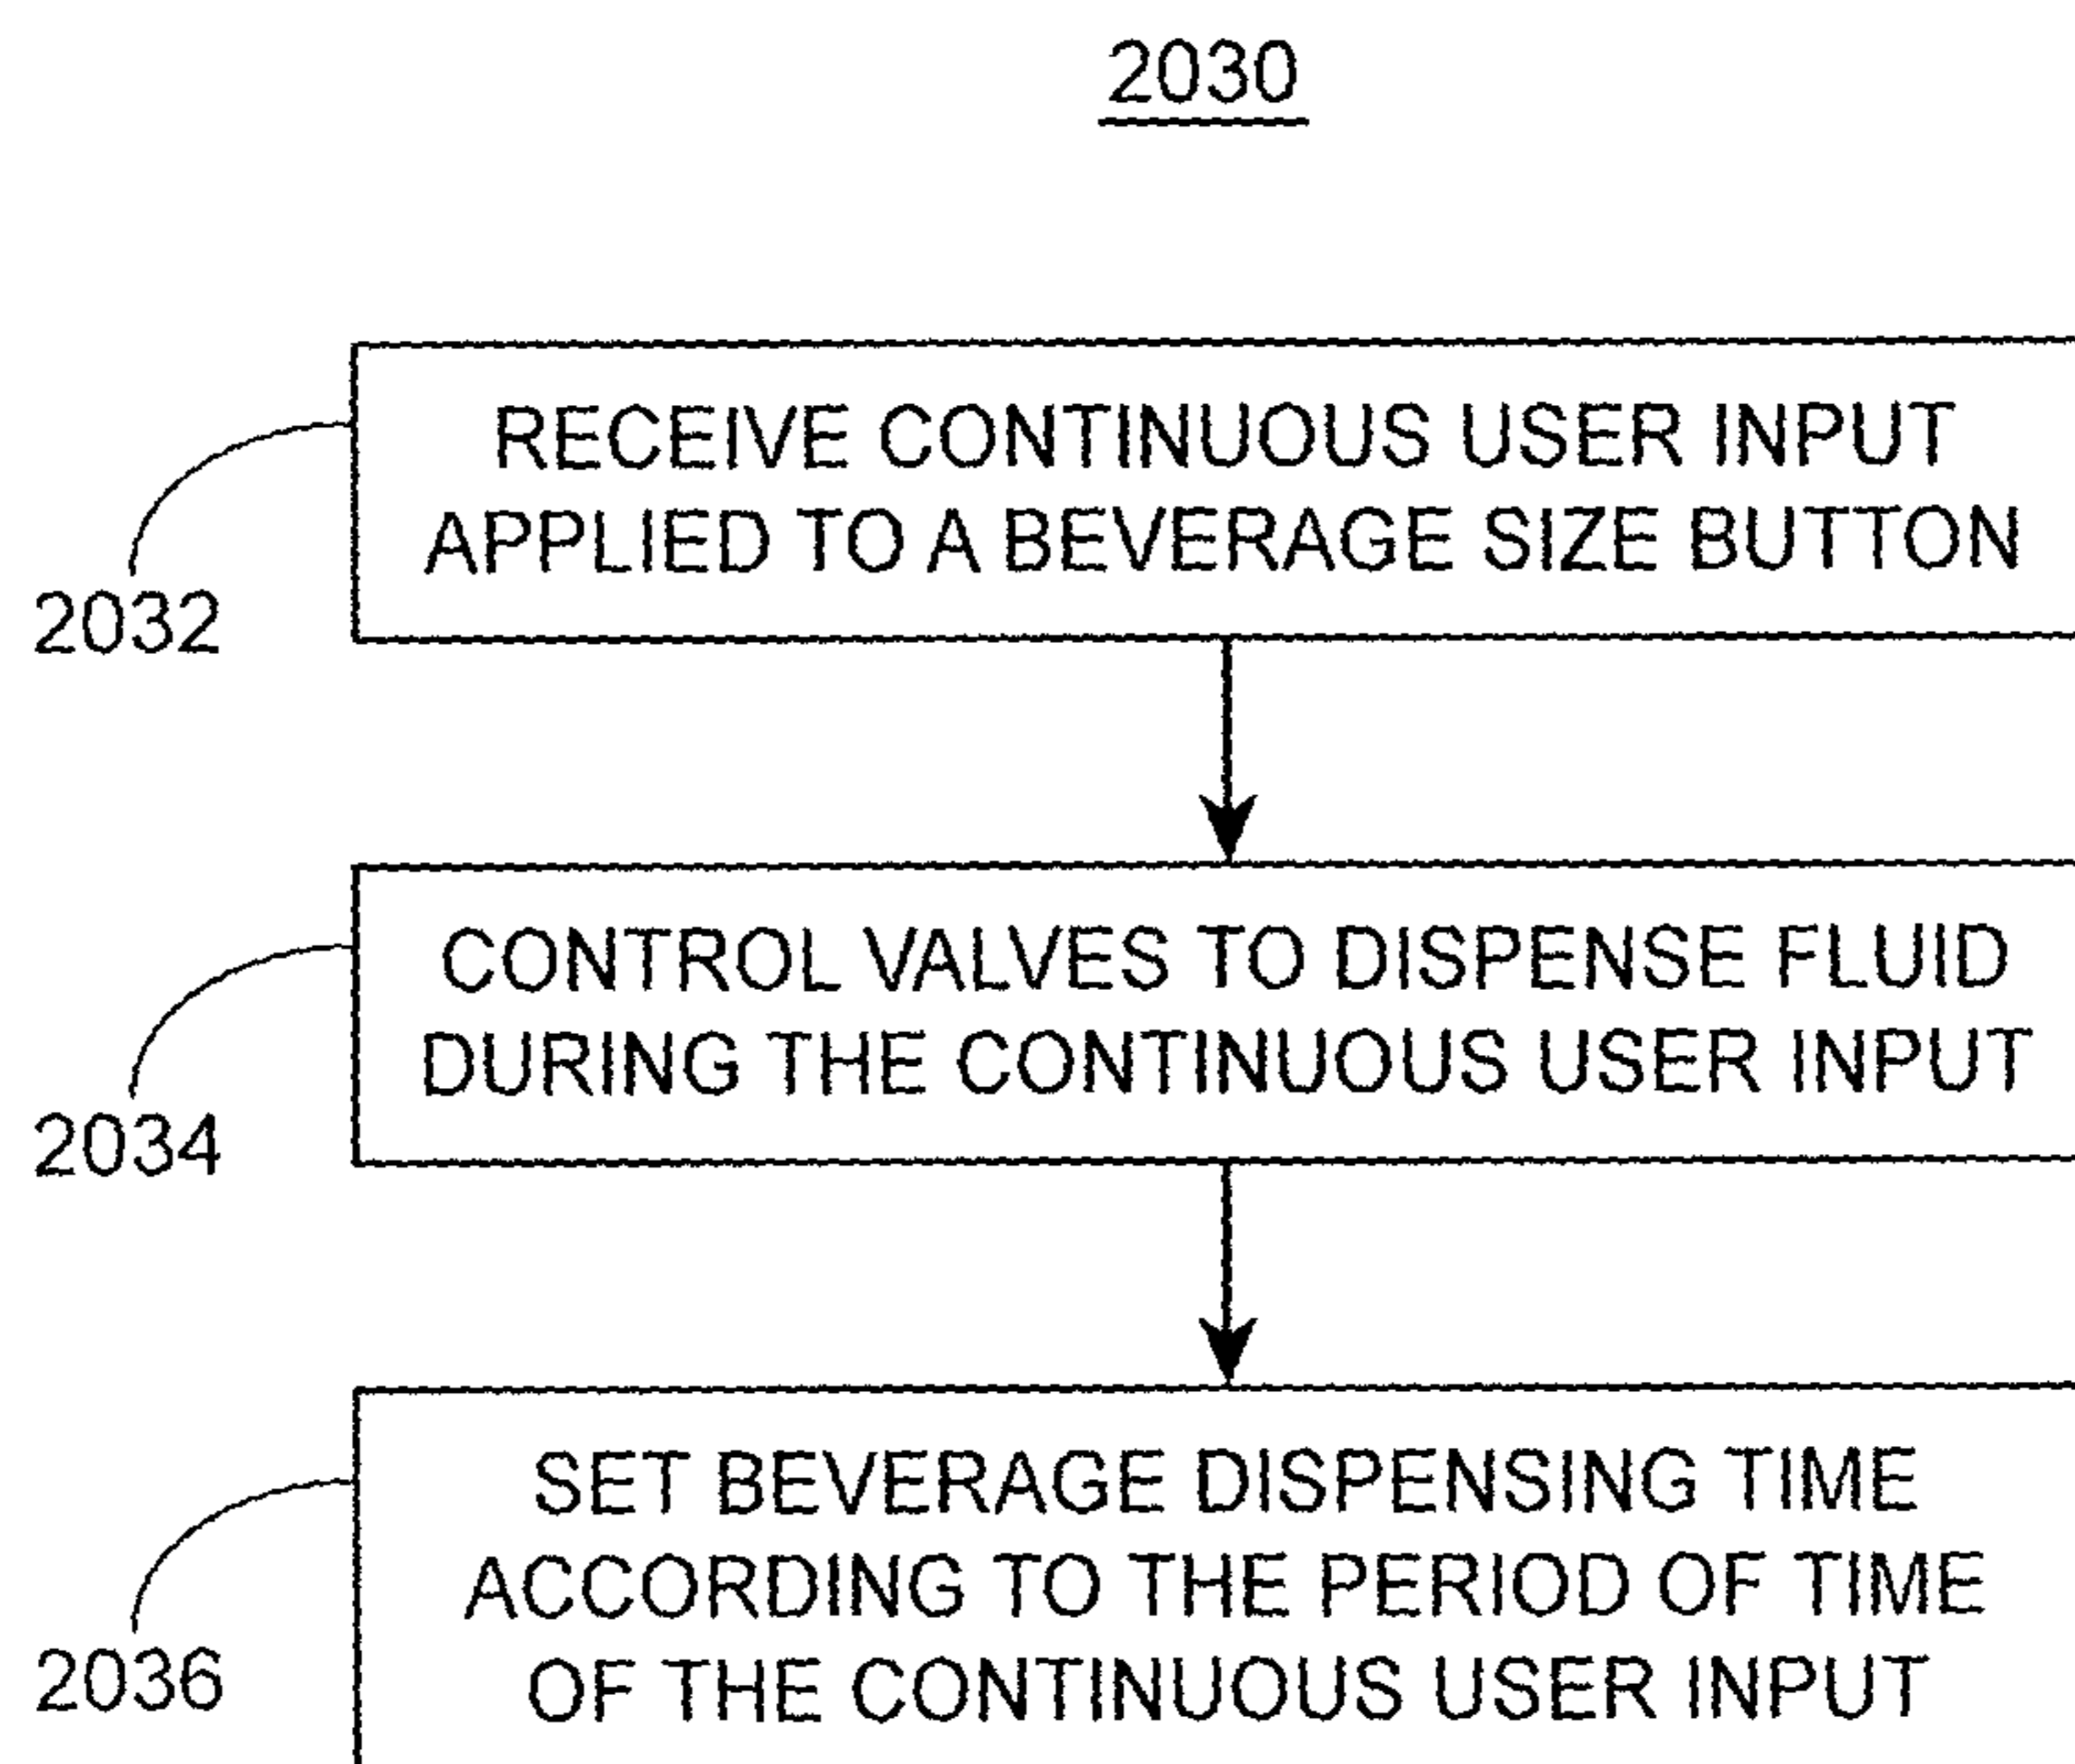 2030
RECEIVE CONTINUOUS USER INPUT
APPLIED TO A BEVERAGE SIZE BUTTON
2032
CONTROL VALVES TO DISPENSE FLUID
DURING THE CONTINUOUS USER INPUT
2034
SET BEVERAGE DISPENSING TIME
ACCORDING TO THE PERIOD OF TIME
OF THE CONTINUOUS USER INPUT
2036